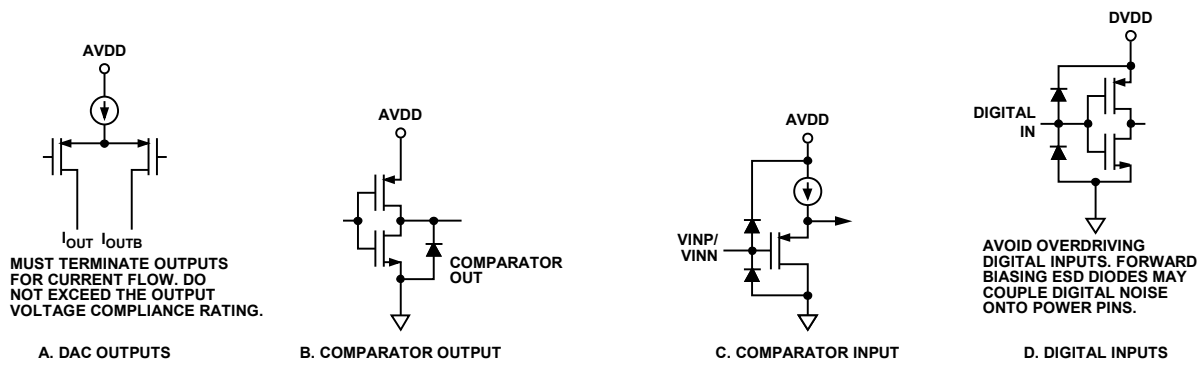 AVDD
I_OUT I_OUTB
MUST TERMINATE OUTPUTS
FOR CURRENT FLOW. DO
NOT EXCEED THE OUTPUT
VOLTAGE COMPLIANCE RATING.
A. DAC OUTPUTS
AVDD
COMPARATOR
OUT
B. COMPARATOR OUTPUT
AVDD
VINP/
VINN
C. COMPARATOR INPUT
DVDD
DIGITAL
IN
AVOID OVERDRIVING
DIGITAL INPUTS. FORWARD
BIASING ESD DIODES MAY
COUPLE DIGITAL NOISE
ONTO POWER PINS.
D. DIGITAL INPUTS